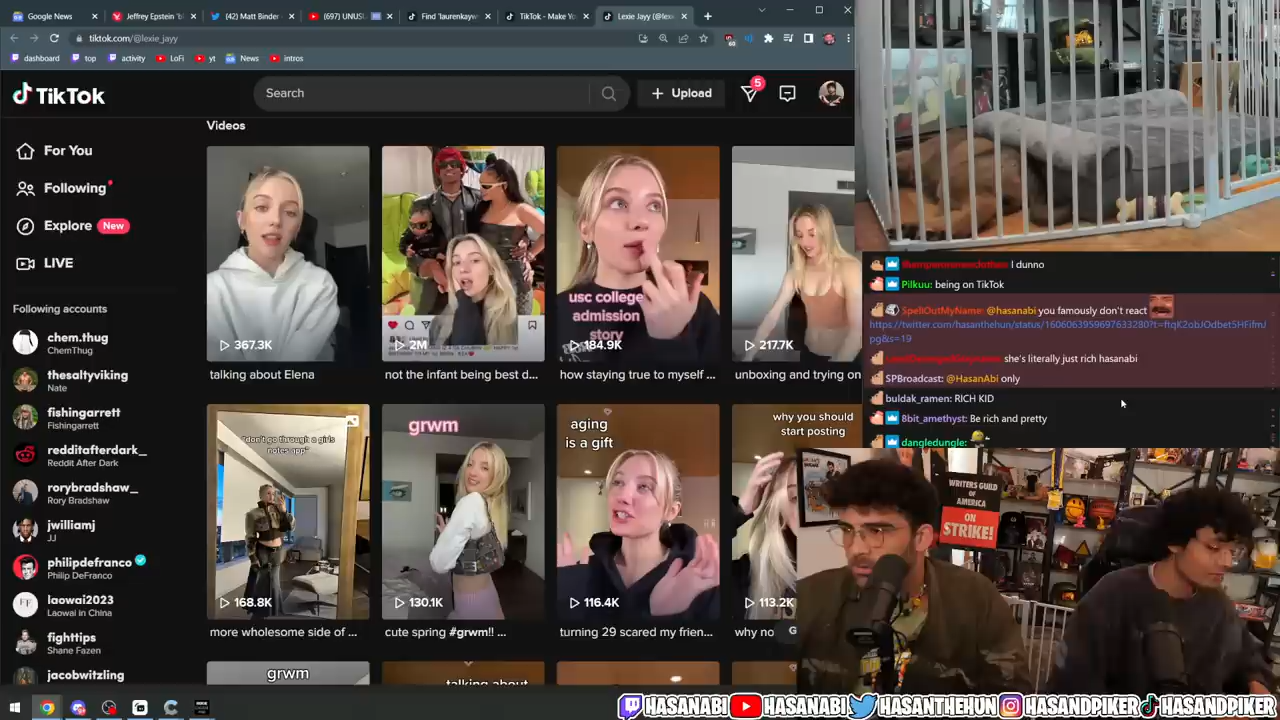 Google News
Jeffrey Epstein 'bl
(42) Matt Binder
(697) UNUSU
Find 'laurenkayw
TikTok - Make Yo
Lexie Jayy (@lexi
tiktok.com/@lexie_jayy
dashboard
top
activity
LoFi
yt
News
intros
TikTok
Search
Upload
5
For You
Following
Explore New
LIVE
Following accounts
chem.thug
ChemThug
thesaltyviking
Nate
fishingarrett
Fishingarrett
redditafterdark_
Reddit After Dark
rorybradshaw_
Rory Bradshaw
jwilliamj
JJ
philipdefranco
Philip DeFranco
laowai2023
Laowai in China
fighttips
Shane Fazen
jacobwitzling
Videos
367.3K
2M
usc college
admission
story
184.9K
217.7K
talking about Elena
not the infant being best d...
how staying true to myself ...
unboxing and trying on
"don't go through a girls
notes app"
grwm
aging
is a gift
why you should
start posting
168.8K
130.1K
116.4K
113.2K
more wholesome side of ...
cute spring #grwm!! ...
turning 29 scared my frien...
why no
grwm
talking about
I dunno
Pilkuu: being on TikTok
SpellOutMyName: @hasanabi you famously don't react
she's literally just rich hasanabi
SPBroadcast: @HasanAbi only
buldak_ramen: RICH KID
8bit_amethyst: Be rich and pretty
dangledungle:
WRITERS GUILD
OF
AMERICA
ON
STRIKE!
HASANABI
HASANABI
HASANTHEHUN
HASANDPIKER
HASANDPIKER